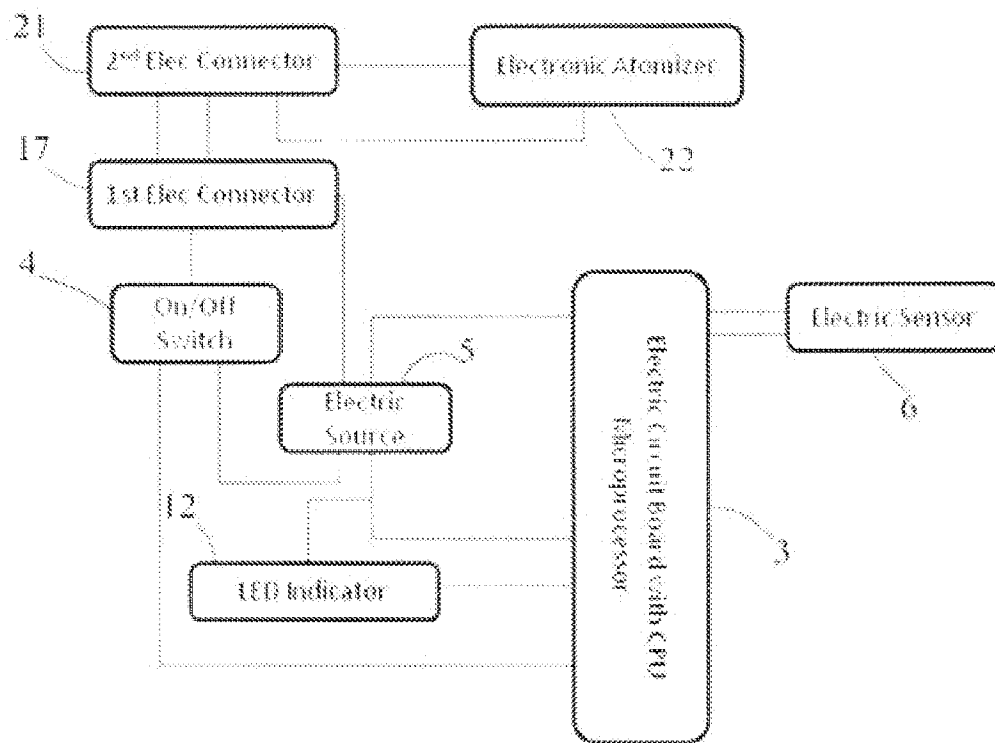 21
2nd Elec Connector
Electronic Atomizer
22
17
1st Elec Connector
4
On/Off
Switch
5
Electric
Source
Electric Sensor
6
12
LED Indicator
Electric Circuit Board with CPU
Microprocessor
3